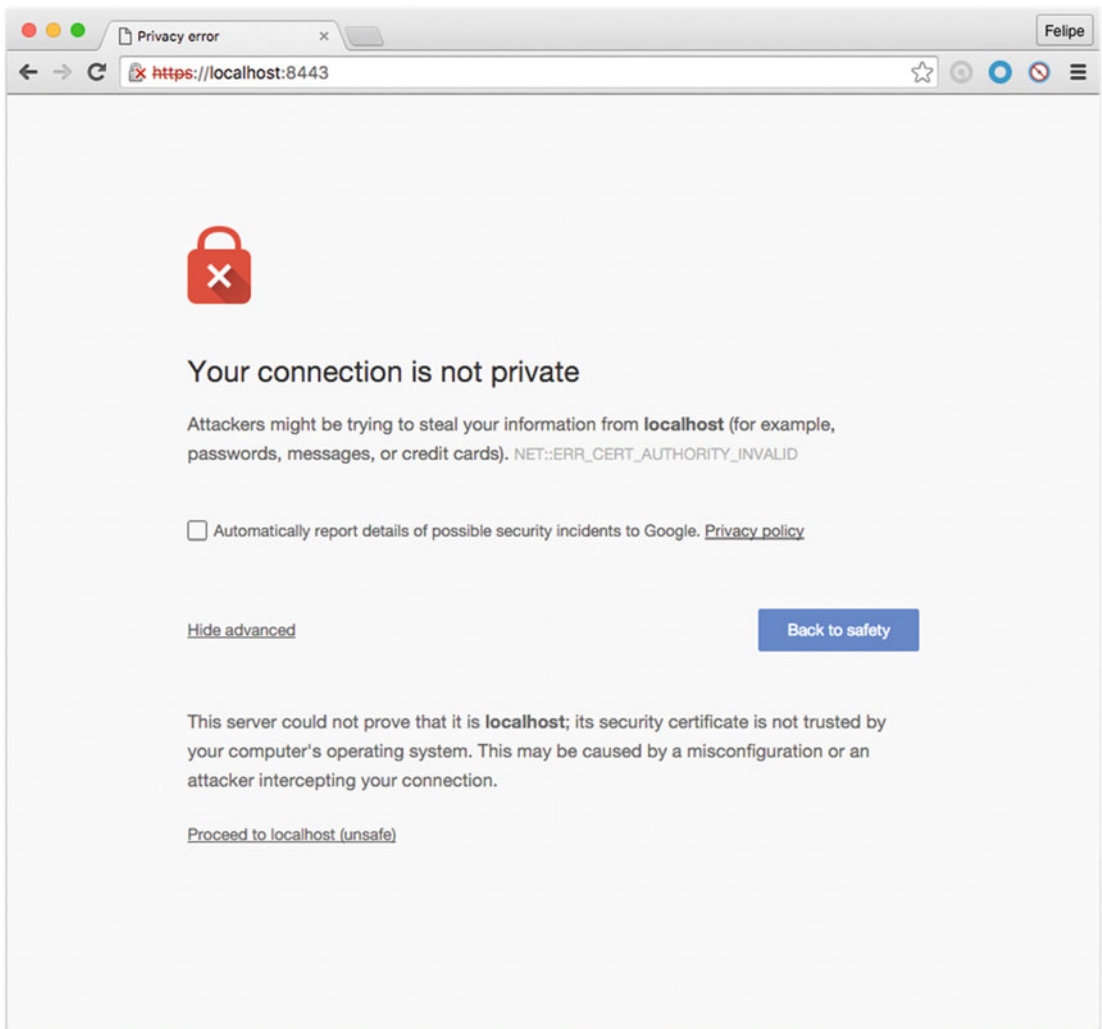 Privacy error
Felipe
https://localhost:8443
Your connection is not private
Attackers might be trying to steal your information from localhost (for example,
passwords, messages, or credit cards). NET::ERR_CERT_AUTHORITY_INVALID
Automatically report details of possible security incidents to Google. Privacy policy
Hide advanced
Back to safety
This server could not prove that it is localhost; its security certificate is not trusted by
your computer's operating system. This may be caused by a misconfiguration or an
attacker intercepting your connection.
Proceed to localhost (unsafe)